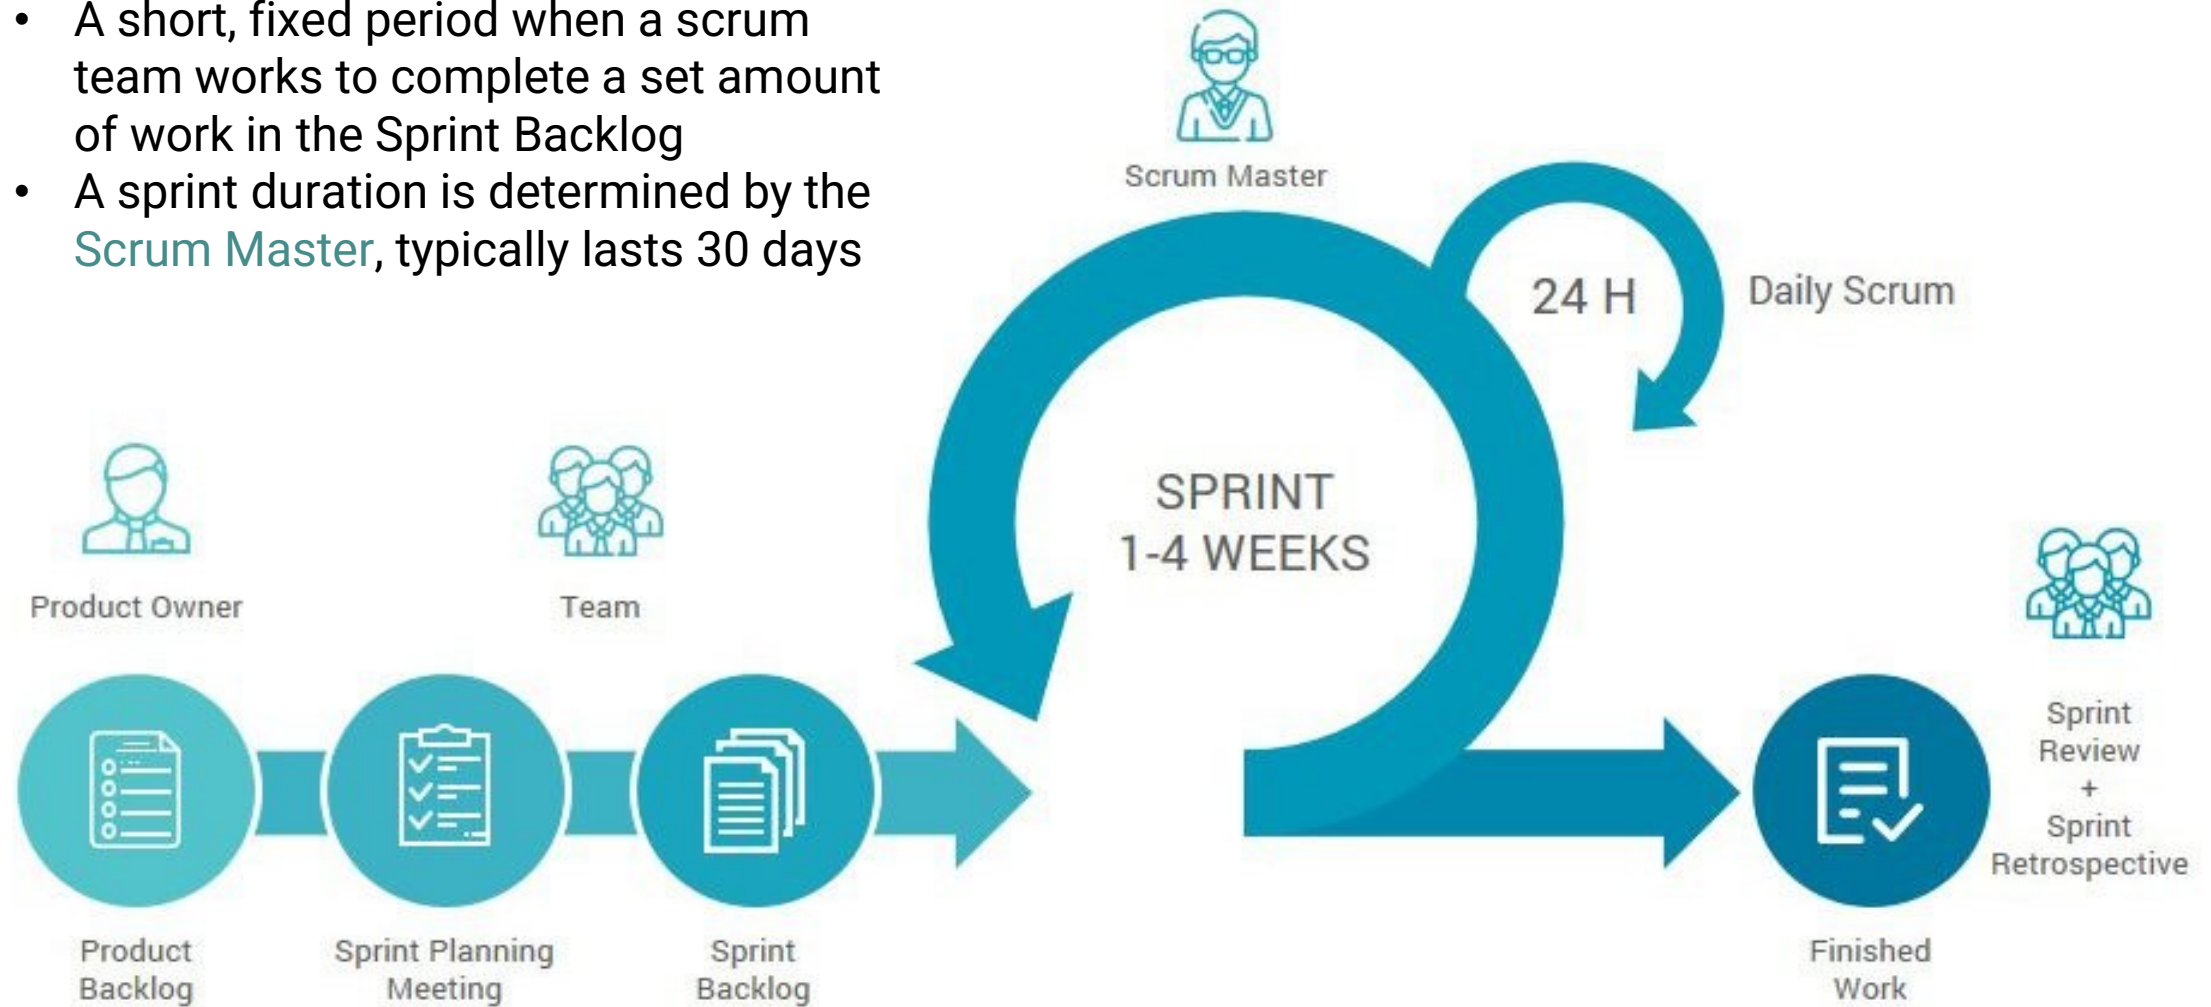 • A short, fixed period when a scrum
team works to complete a set amount
of work in the Sprint Backlog
• A sprint duration is determined by the
Scrum Master, typically lasts 30 days
Scrum Master
24 H
Daily Scrum
SPRINT
1-4 WEEKS
Product Owner
Team
Sprint
Review
+
Sprint
Retrospective
Product
Backlog
Sprint Planning
Meeting
Sprint
Backlog
Finished
Work